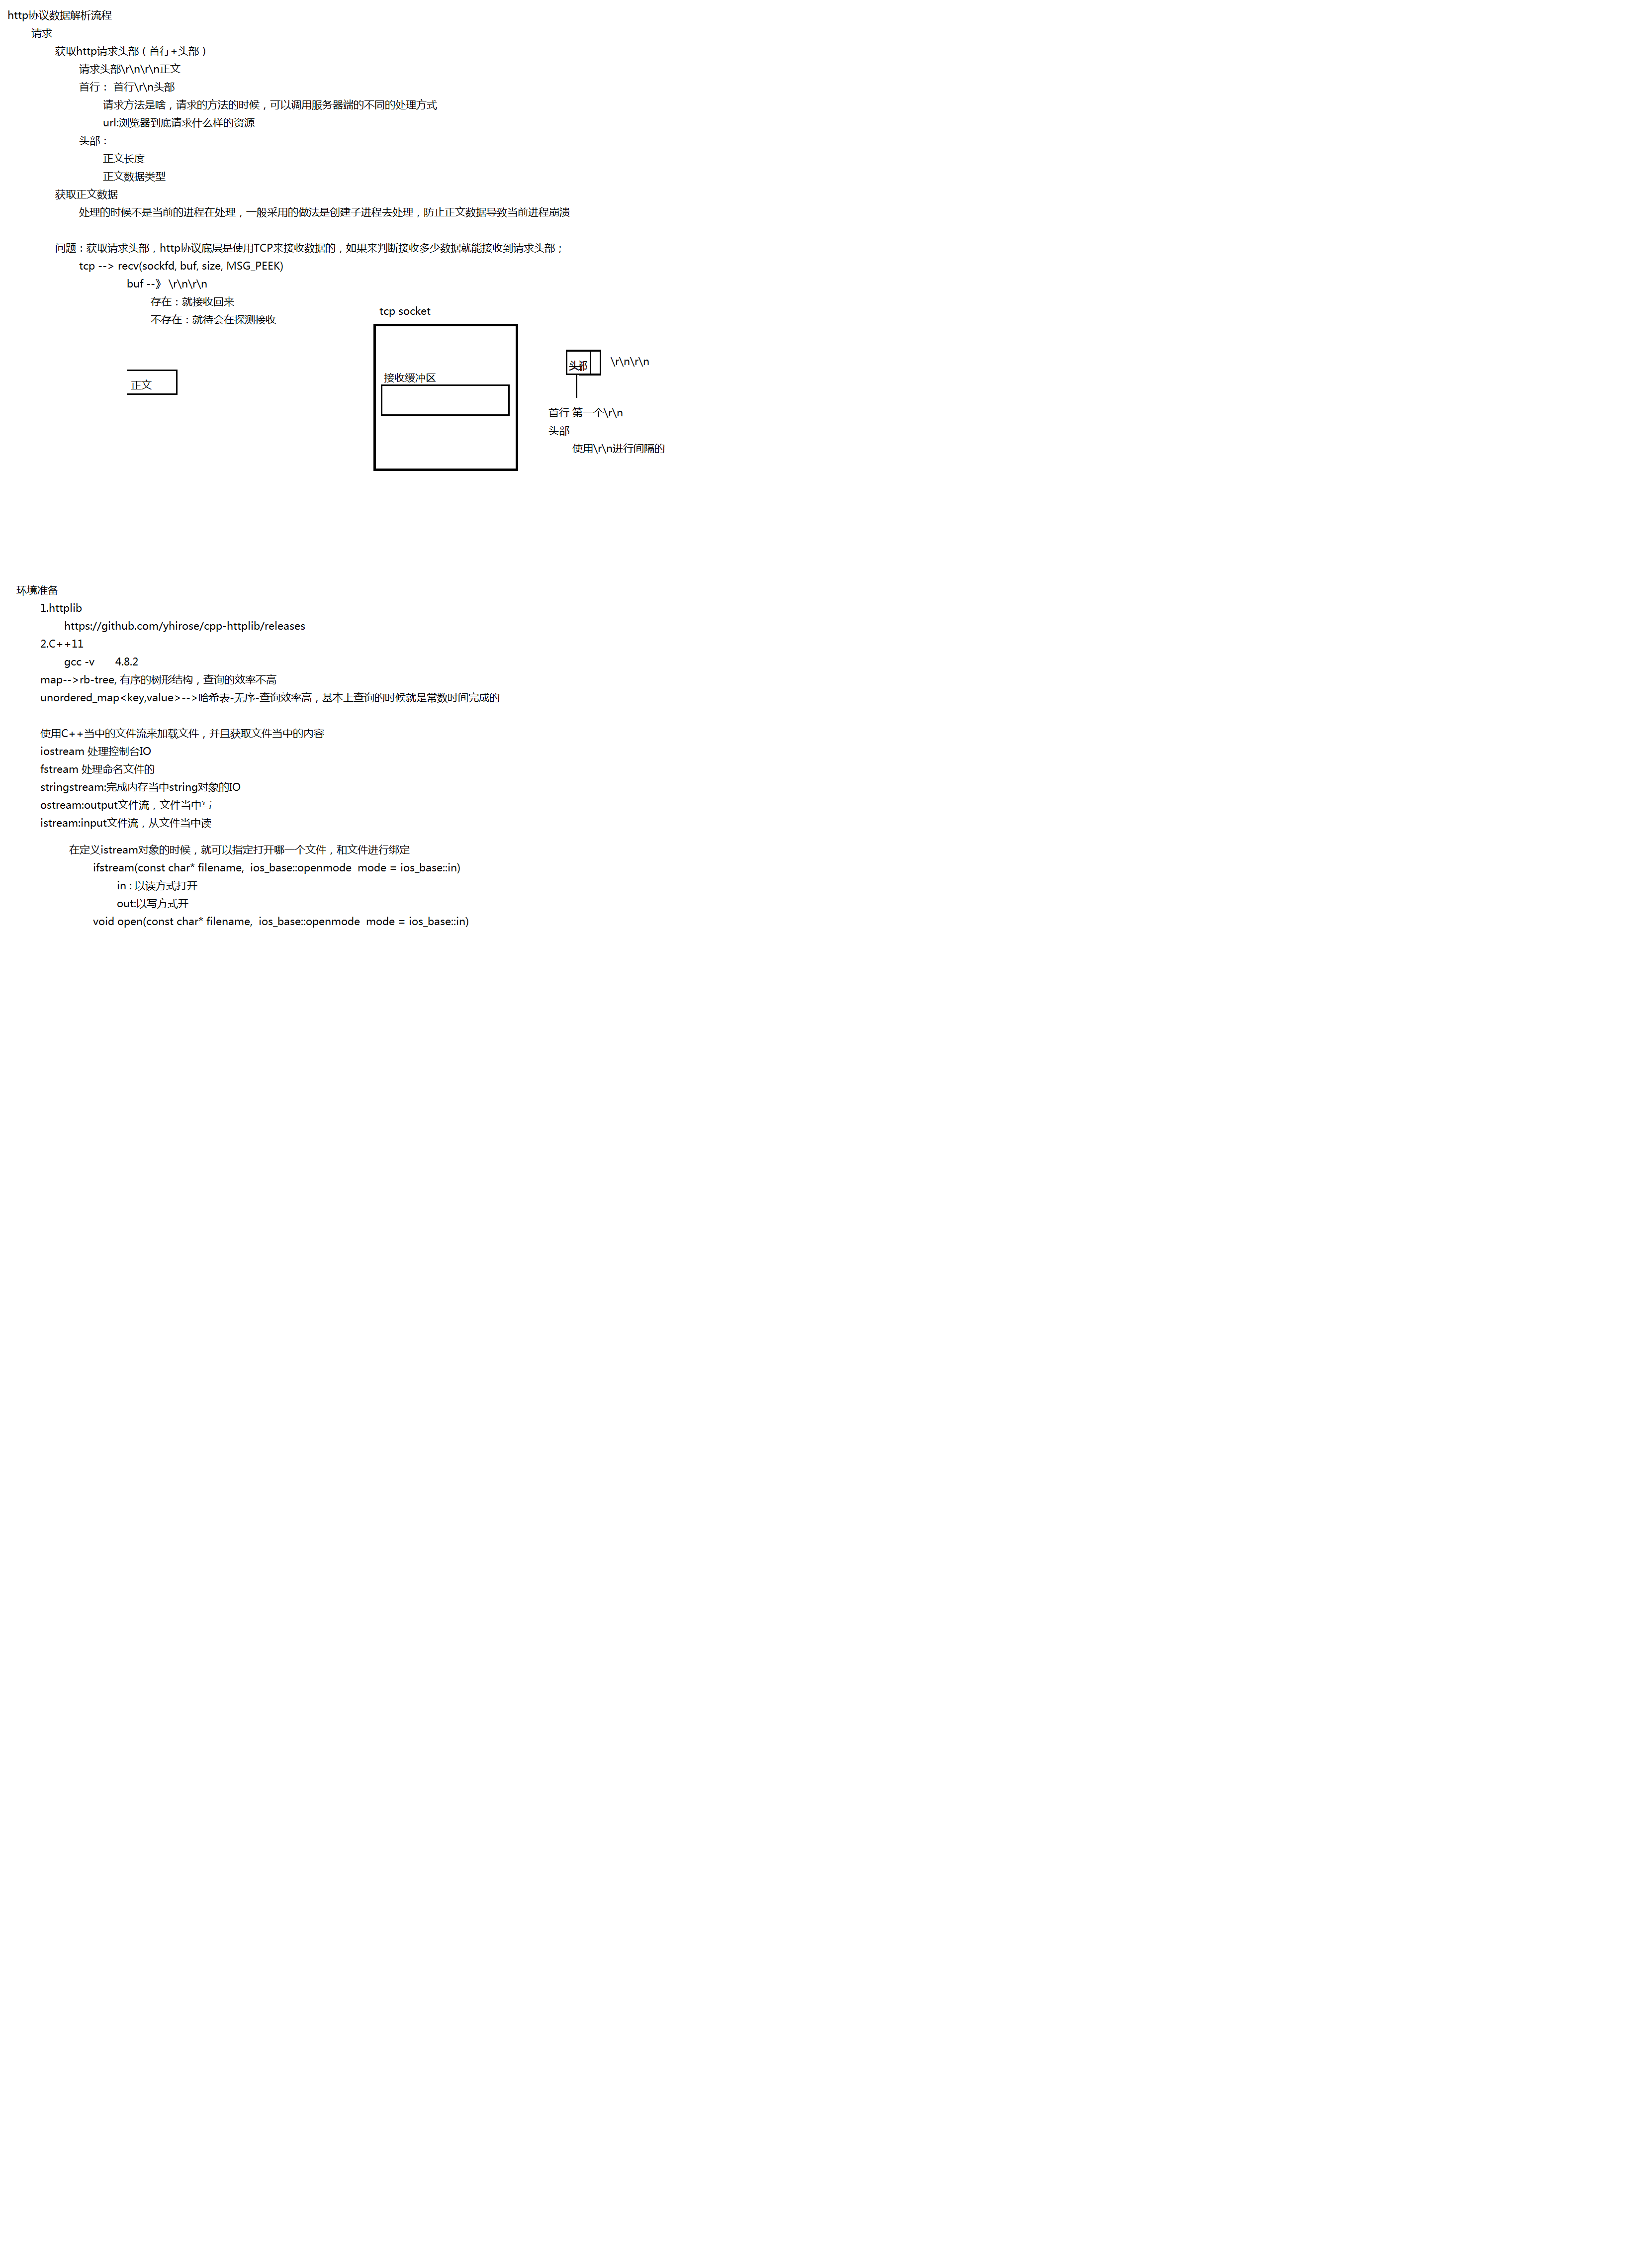 http协议数据解析流程
请求
获取http请求头部（首行+头部）
请求头部\r\n\r\n正文
首行： 首行\r\n头部
请求方法是啥，请求的方法的时候，可以调用服务器端的不同的处理方式
url:浏览器到底请求什么样的资源
头部：
正文长度
正文数据类型
获取正文数据
处理的时候不是当前的进程在处理，一般采用的做法是创建子进程去处理，防止正文数据导致当前进程崩溃
问题：获取请求头部，http协议底层是使用TCP来接收数据的，如果来判断接收多少数据就能接收到请求头部；
tcp --> recv(sockfd, buf, size, MSG_PEEK)
buf --》 \r\n\r\n
存在：就接收回来
不存在：就待会在探测接收
tcp socket
接收缓冲区
正文
头部
\r\n\r\n
首行 第一个\r\n
头部
使用\r\n进行间隔的
环境准备
1.httplib
https://github.com/yhirose/cpp-httplib/releases
2.C++11
gcc -v 4.8.2
map-->rb-tree, 有序的树形结构，查询的效率不高
unordered_map<key,value>-->哈希表-无序-查询效率高，基本上查询的时候就是常数时间完成的
使用C++当中的文件流来加载文件，并且获取文件当中的内容
iostream 处理控制台IO
fstream 处理命名文件的
stringstream:完成内存当中string对象的IO
ostream:output文件流，文件当中写
istream:input文件流，从文件当中读
在定义istream对象的时候，就可以指定打开哪一个文件，和文件进行绑定
ifstream(const char* filename, ios_base::openmode mode = ios_base::in)
in : 以读方式打开
out:以写方式开
void open(const char* filename, ios_base::openmode mode = ios_base::in)